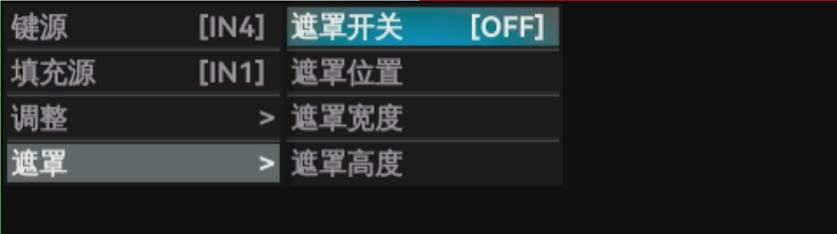 键源 [IN4]
填充源 [IN1]
调整 >
遮罩 >
遮罩开关 [OFF]
遮罩位置
遮罩宽度
遮罩高度